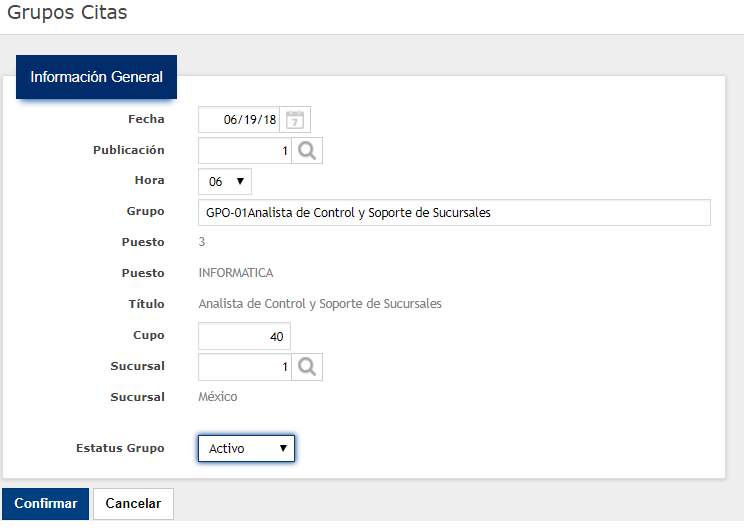 Grupos Citas
Información General
Fecha 06/19/18 7
Publicación 1
Hora 06
Grupo GPO-01Analista de Control y Soporte de Sucursales
Puesto 3
Puesto INFORMATICA
Título Analista de Control y Soporte de Sucursales
Cupo 40
Sucursal 1
Sucursal México
Estatus Grupo Activo
Confirmar Cancelar